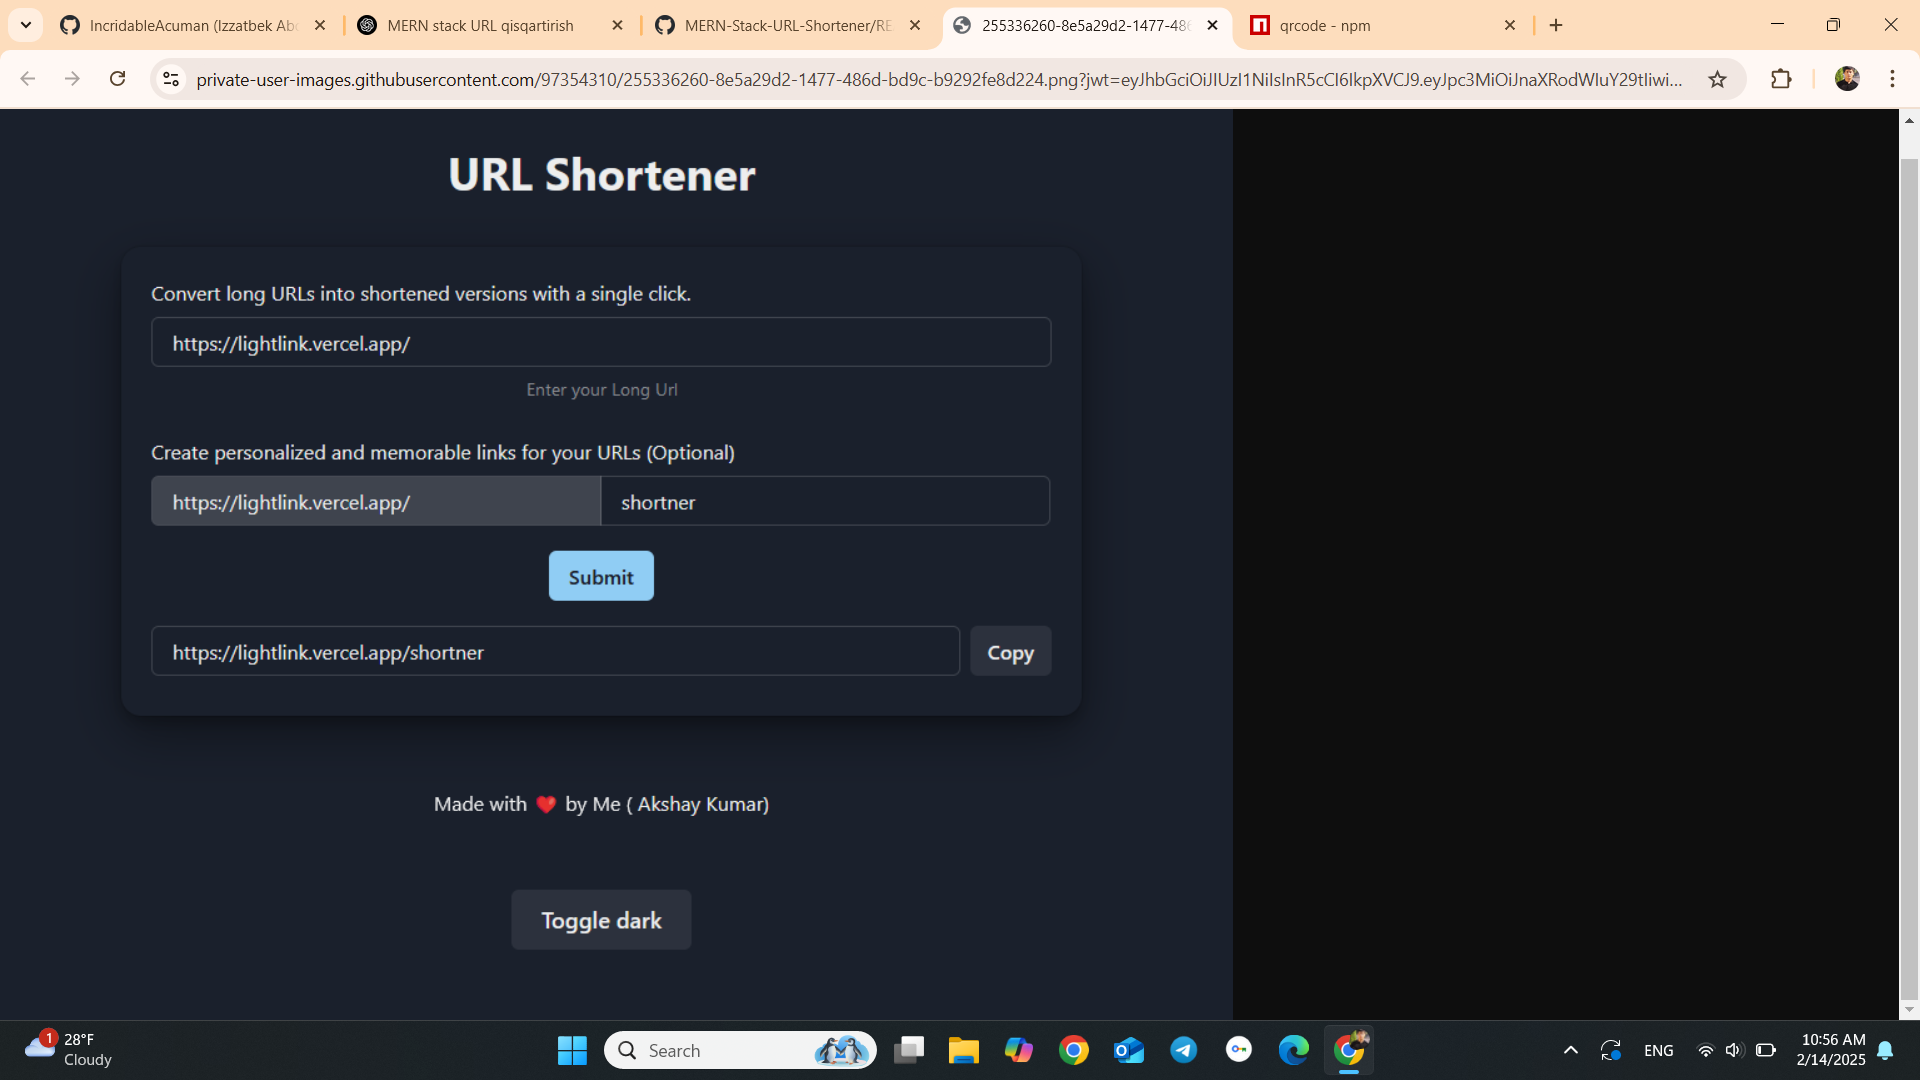 IncridableAcuman (Izzatbek Abd
MERN stack URL qisqartirish
MERN-Stack-URL-Shortener/RE
255336260-8e5a29d2-1477-486
qrcode - npm
private-user-images.githubusercontent.com/97354310/255336260-8e5a29d2-1477-486d-bd9c-b9292fe8d224.png?jwt=eyJhbGciOiJIUzI1NiIsInR5cCI6IkpXVCJ9.eyJpc3MiOiJnaXRodWIuY29tIiwi...
URL Shortener
Convert long URLs into shortened versions with a single click.
https://lightlink.vercel.app/
Enter your Long Url
Create personalized and memorable links for your URLs (Optional)
https://lightlink.vercel.app/
shortner
Submit
https://lightlink.vercel.app/shortner
Copy
Made with ❤️ by Me ( Akshay Kumar)
Toggle dark
1
28°F
Cloudy
Search
ENG
10:56 AM
2/14/2025